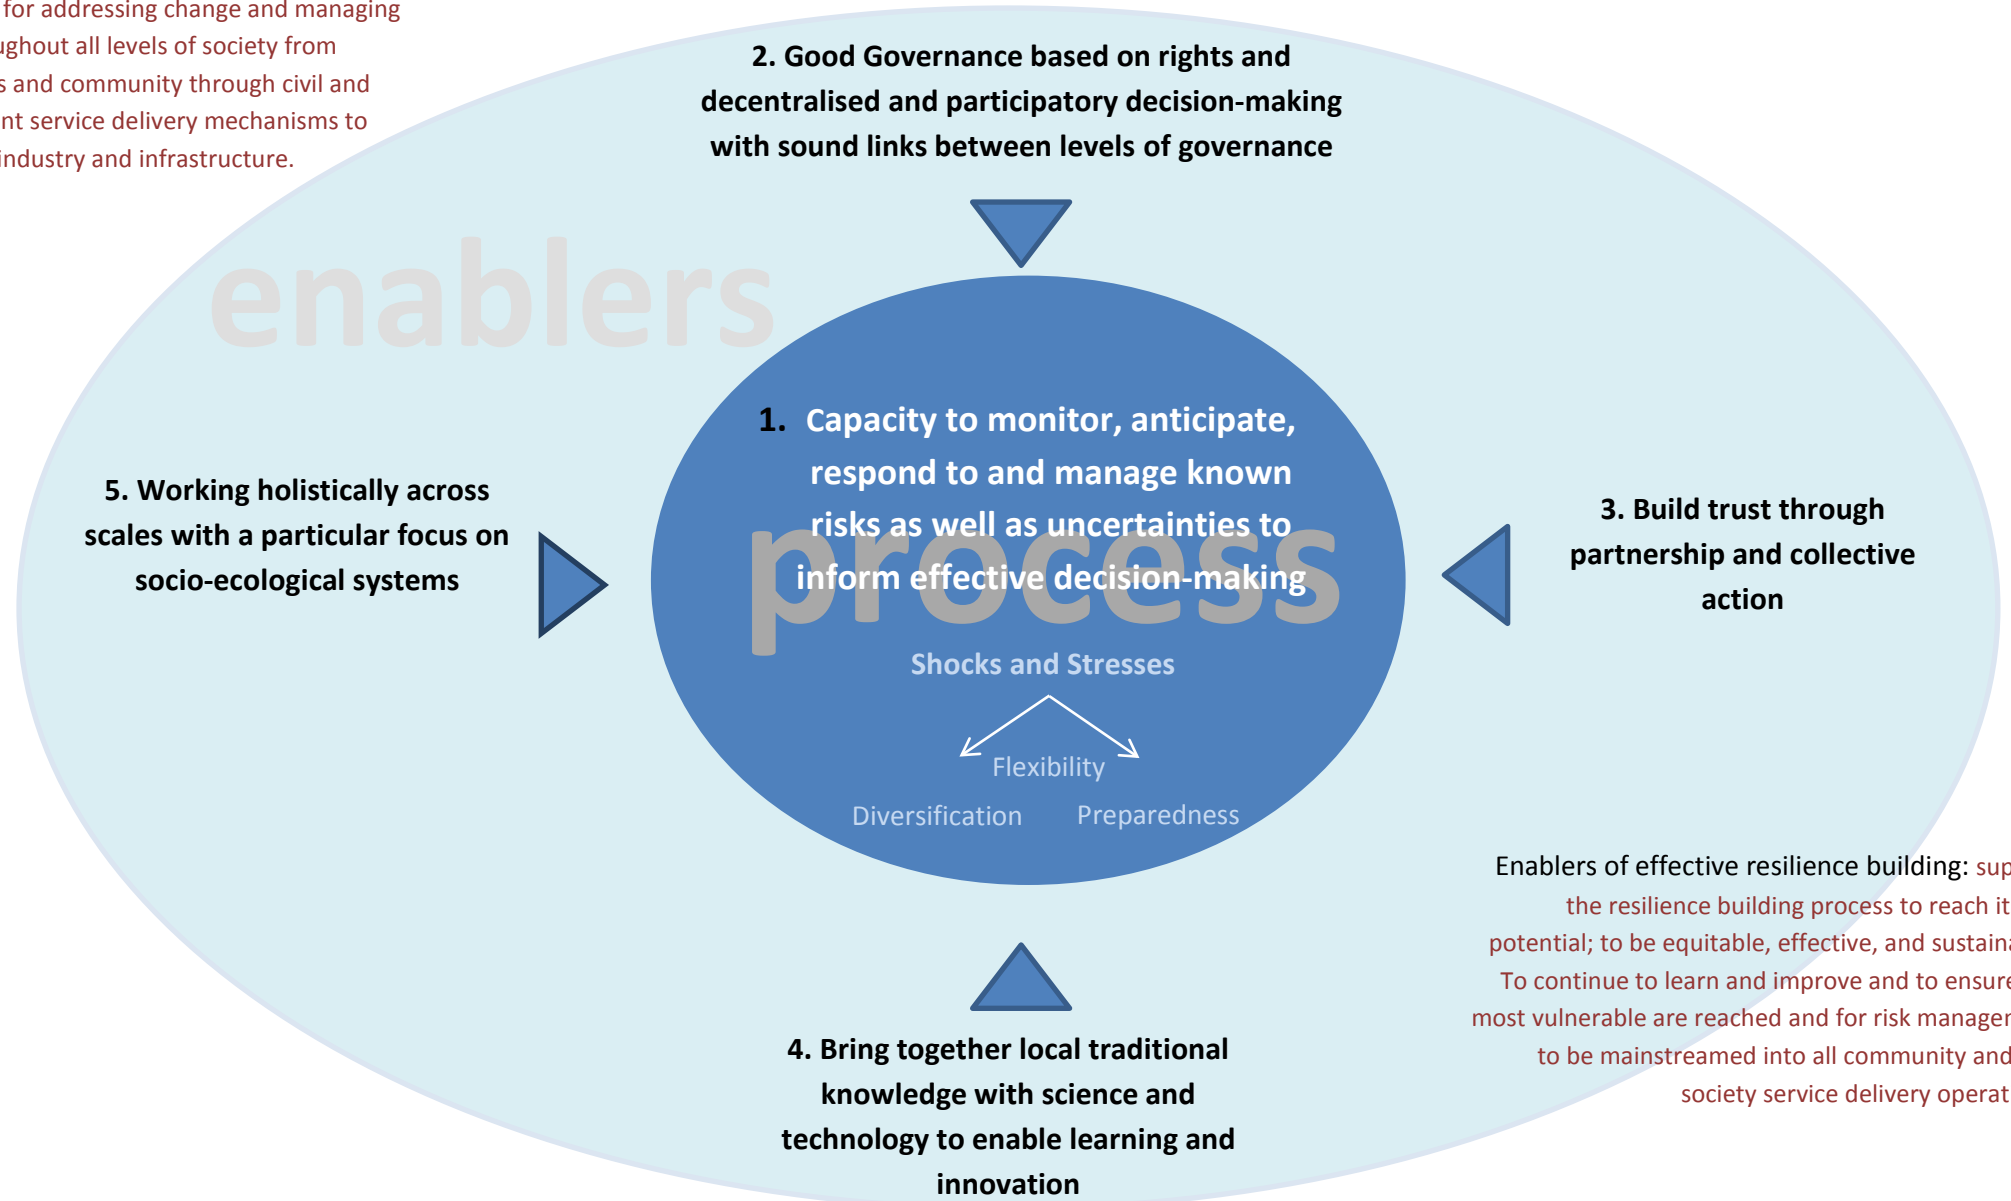 for addressing change and managing
all levels of society from
and community through civil and
service delivery mechanisms to
industry and infrastructure.
2. Good Governance based on rights and
decentralised and participatory decision-making
with sound links between levels of governance
enablers
1. Capacity to monitor, anticipate,
respond to and manage known
risks as well as uncertainties to
inform effective decision-making
process
Shocks and Stresses
Flexibility
Diversification Preparedness
5. Working holistically across
scales with a particular focus on
socio-ecological systems
3. Build trust through
partnership and collective
action
Enablers of effective resilience building:
the resilience building process to reach
potential; to be equitable, effective, and
To continue to learn and improve and to ensure
most vulnerable are reached and for risk
to be mainstreamed into all community and
society service delivery
4. Bring together local traditional
knowledge with science and
technology to enable learning and
innovation